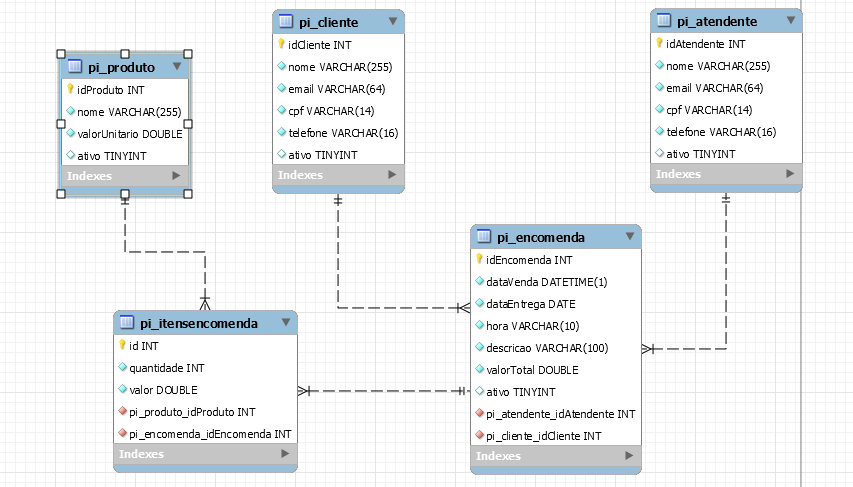 pi_produto
idProduto INT
nome VARCHAR(255)
valorUnitario DOUBLE
ativo TINYINT
Indexes
pi_cliente
idCliente INT
nome VARCHAR(255)
email VARCHAR(64)
cpf VARCHAR(14)
telefone VARCHAR(16)
ativo TINYINT
Indexes
pi_atendente
idAtendente INT
nome VARCHAR(255)
email VARCHAR(64)
cpf VARCHAR(14)
telefone VARCHAR(16)
ativo TINYINT
Indexes
pi_itensencomenda
id INT
quantidade INT
valor DOUBLE
pi_produto_idProduto INT
pi_encomenda_idEncomenda INT
Indexes
pi_encomenda
idEncomenda INT
dataVenda DATETIME(1)
dataEntrega DATE
hora VARCHAR(10)
descricao VARCHAR(100)
valorTotal DOUBLE
ativo TINYINT
pi_atendente_idAtendente INT
pi_cliente_idCliente INT
Indexes